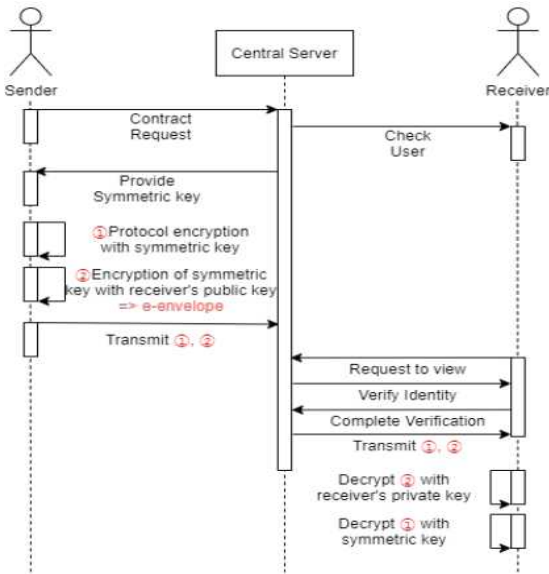 Central Server
Sender
Receiver
Contract
Request
Check
User
Provide
Symmetric key
①Protocol encryption
with symmetric key
②Encryption of symmetric
key with receiver's public key
=> e-envelope
Transmit ①, ②
Request to view
Verify Identity
Complete Verification
Transmit ①, ②
Decrypt ② with
receiver's private key
Decrypt ① with
symmetric key